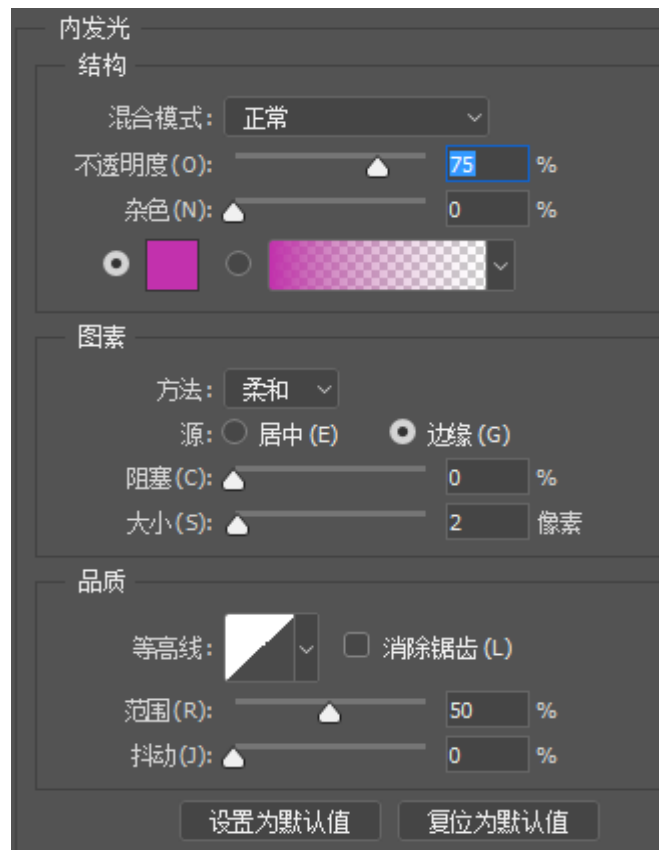 内发光
结构
混合模式: 正常
不透明度(O): 75 %
杂色(N): 0 %
图素
方法: 柔和
源: 居中(E) 边缘(G)
阻塞(C): 0 %
大小(S): 2 像素
品质
等高线: 消除锯齿(L)
范围(R): 50 %
抖动(J): 0 %
设置为默认值 复位为默认值